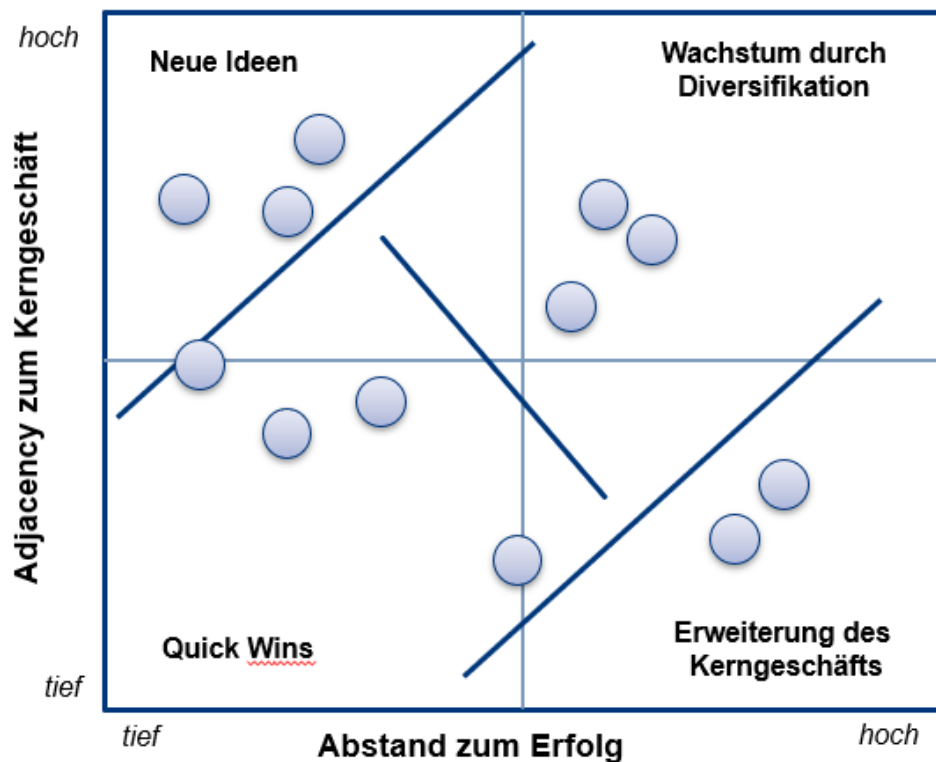 hoch
Neue Ideen
Wachstum durch
Diversifikation
Adjacency zum Kerngeschäft
Quick Wins
Erweiterung des
Kerngeschäfts
tief
tief
Abstand zum Erfolg
hoch